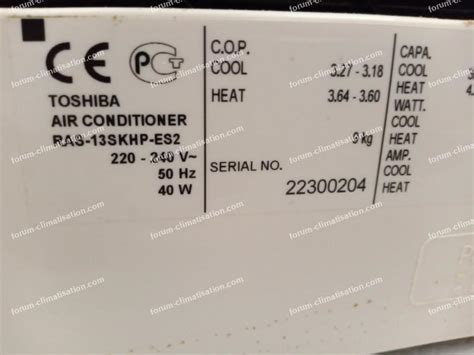 C.O.P.
COOL 3.27 - 3.18
HEAT 3.64 - 3.60
9 kg
SERIAL NO.
22300204
CE
PCT
TOSHIBA
AIR CONDITIONER
RAS-13SKHP-ES2
220 - 240 V~
50 Hz
40 W
CAPA.
COOL
HEAT 4.
WATT.
COOL
HEAT
AMP.
COOL
HEAT
forum-climatisation.com